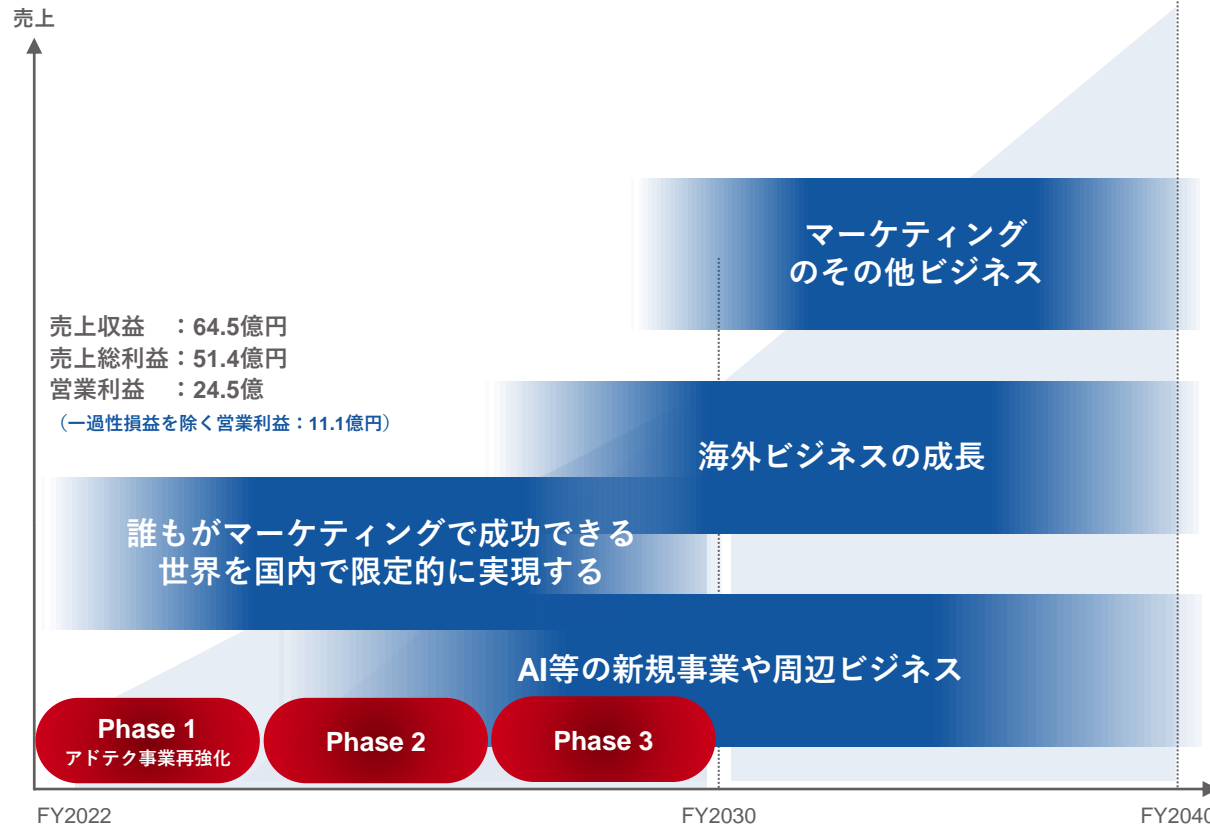 売上
マーケティング
のその他ビジネス
売上収益　：64.5億円
売上総利益：51.4億円
営業利益　：24.5億
（一過性損益を除く営業利益：11.1億円）
海外ビジネスの成長
誰もがマーケティングで成功できる
世界を国内で限定的に実現する
AI等の新規事業や周辺ビジネス
Phase 1
アドテク事業再強化
Phase 2
Phase 3
FY2022
FY2030
FY2040